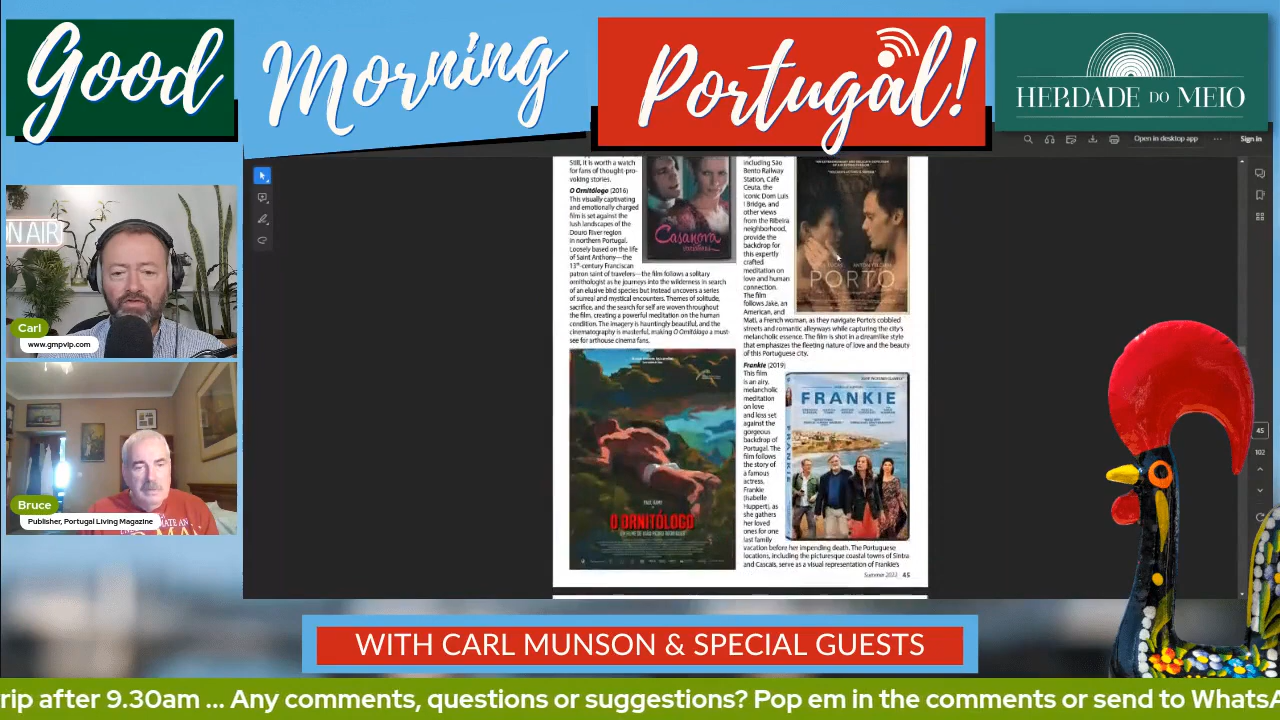 Good
Morning
Portugal!
HERDADE DO MEIO
Open in desktop app
Sign in
ON AIR
Carl
www.gmpvip.com
Bruce
Publisher, Portugal Living Magazine
Still, it is worth a watch
for fans of thought-pro-
voking stories.
O Ornitólogo (2016)
This visually captivating
and emotionally charged
film is set against the
lush landscapes of the
Douro River region
in northern Portugal.
Loosely based on the life
of Saint Anthony—the
13th-century Franciscan
patron saint of travelers—the film follows a solitary
ornithologist as he journeys into the wilderness in search
of an elusive bird species but instead uncovers a series
of surreal and mystical encounters. Themes of solitude,
sacrifice, and the search for self are woven throughout
the film, creating a powerful meditation on the human
condition. The imagery is hauntingly beautiful, and the
cinematography is masterful, making O Ornitólogo a must-
see for arthouse cinema fans.
Casanova
O ORNITÓLOGO
including São
Bento Railway
Station, Café
Ceuta, the
iconic Dom Luis
I Bridge, and
other views
from the Ribeira
neighborhood,
provide the
backdrop for
this expertly
crafted
meditation on
love and human
connection.
The film
follows Jake, an
American, and
Mati, a French woman, as they navigate Porto's cobbled
streets and romantic alleyways while capturing the city's
melancholic essence. The film is shot in a dreamlike style
that emphasizes the fleeting nature of love and the beauty
of this Portuguese city.
PORTO
Frankie (2019)
This film
is an airy,
melancholic
meditation
on love
and loss set
against the
gorgeous
backdrop of
Portugal. The
film follows
the story of
a famous
actress,
Frankie
(Isabelle
Huppert), as
she gathers
her loved
ones for one
last family
vacation before her impending death. The Portuguese
locations, including the picturesque coastal towns of Sintra
and Cascais, serve as a visual representation of Frankie's
FRANKIE
FRANKIE
Summer 2023 45
45
102
WITH CARL MUNSON & SPECIAL GUESTS
rip after 9.30am ... Any comments, questions or suggestions? Pop em in the comments or send to WhatsA